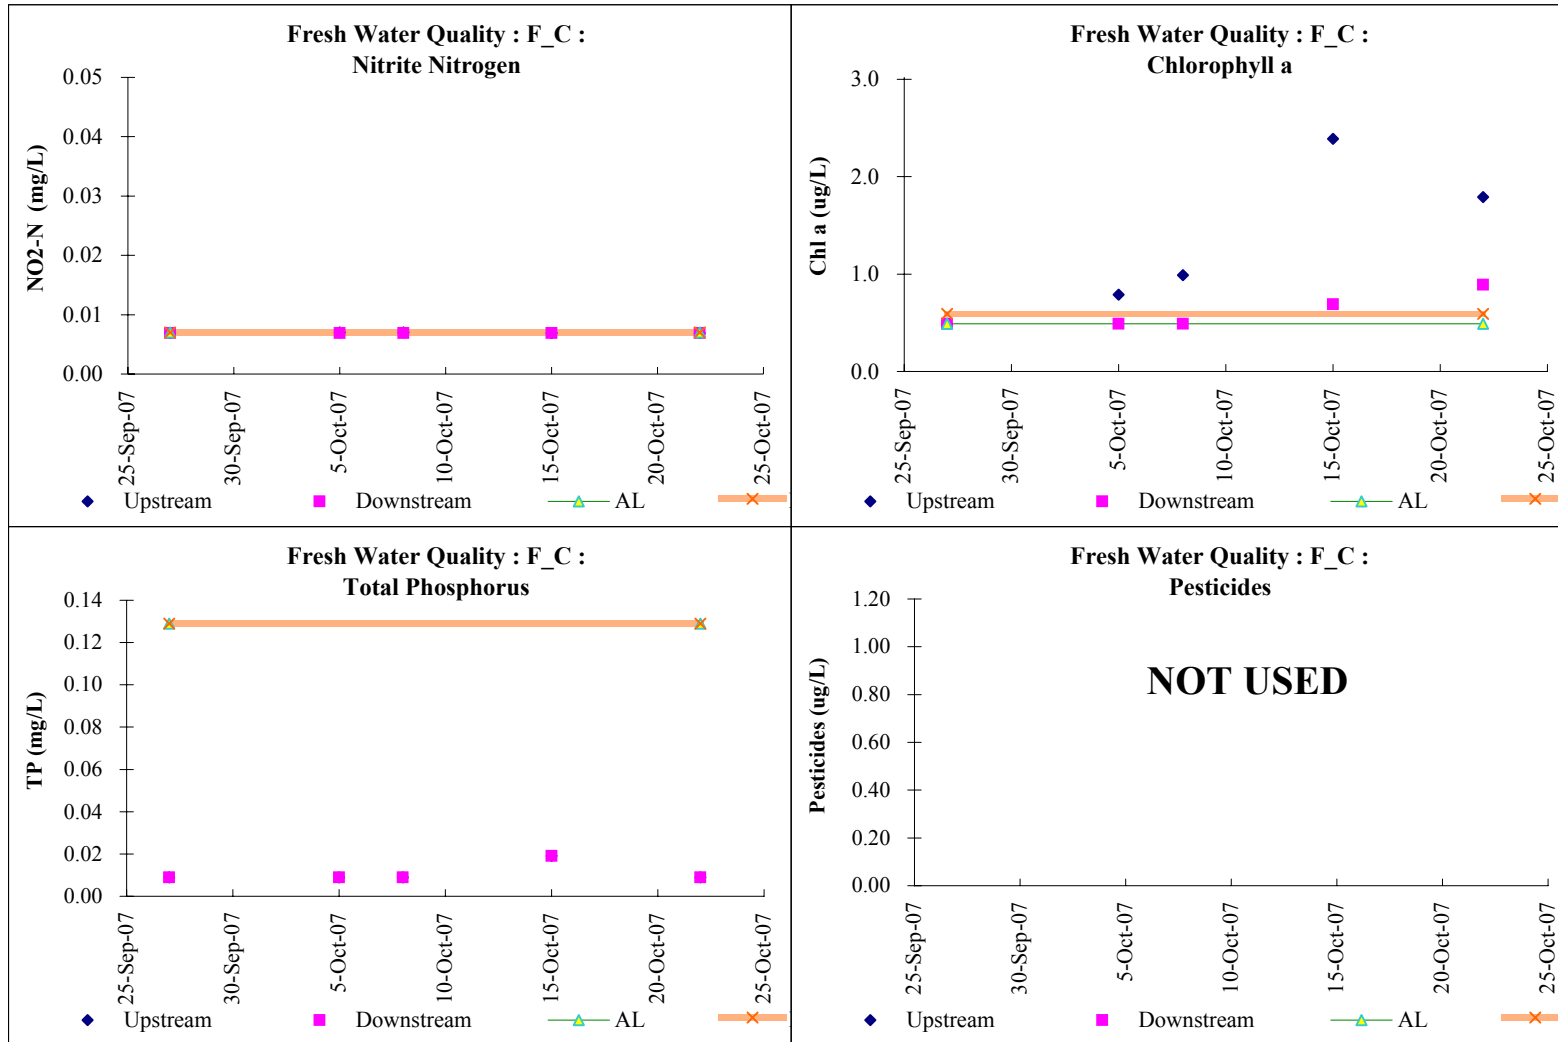 Fresh Water Quality : F_C :
Nitrite Nitrogen
NO2-N (mg/L)
0.05
0.04
0.03
0.02
0.01
0.00
25-Sep-07
30-Sep-07
5-Oct-07
10-Oct-07
15-Oct-07
20-Oct-07
25-Oct-07
Upstream Downstream AL
Fresh Water Quality : F_C :
Chlorophyll a
Chl a (ug/L)
3.0
2.0
1.0
0.0
25-Sep-07
30-Sep-07
5-Oct-07
10-Oct-07
15-Oct-07
20-Oct-07
25-Oct-07
Upstream Downstream AL
Fresh Water Quality : F_C :
Total Phosphorus
TP (mg/L)
0.14
0.12
0.10
0.08
0.06
0.04
0.02
0.00
25-Sep-07
30-Sep-07
5-Oct-07
10-Oct-07
15-Oct-07
20-Oct-07
25-Oct-07
Upstream Downstream AL
Fresh Water Quality : F_C :
Pesticides
Pesticides (ug/L)
1.20
1.00
0.80
0.60
0.40
0.20
0.00
NOT USED
25-Sep-07
30-Sep-07
5-Oct-07
10-Oct-07
15-Oct-07
20-Oct-07
25-Oct-07
Upstream Downstream AL